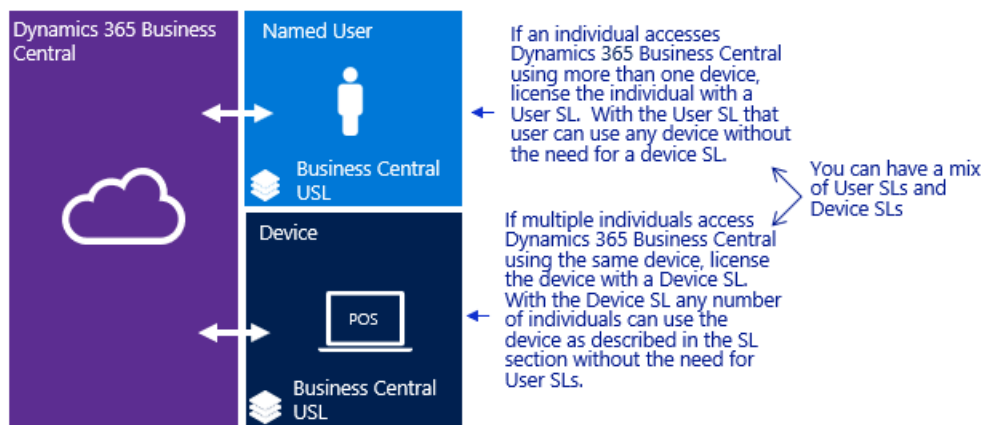 Dynamics 365 Business
Central
Named User
Business Central
USL
If an individual accesses
Dynamics 365 Business Central
using more than one device,
license the individual with a
User SL.  With the User SL that
user can use any device without
the need for a device SL.
You can have a mix
of User SLs and
Device SLs
Device
POS
Business Central
USL
If multiple individuals access
Dynamics 365 Business Central
using the same device, license
the device with a Device SL.
With the Device SL any number
of individuals can use the
device as described in the SL
section without the need for
User SLs.